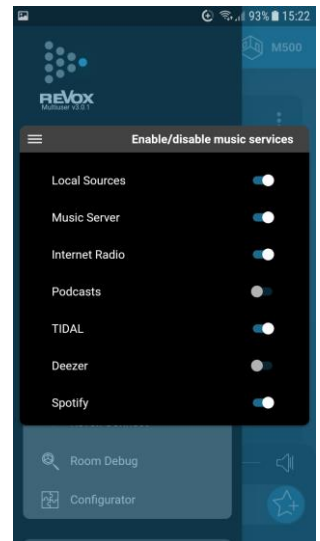 93% 15:22
M500
REVOX
Multiuser v3.0.1
Enable/disable music services
Local Sources
Music Server
Internet Radio
Podcasts
TIDAL
Deezer
Spotify
Room Debug
Configurator